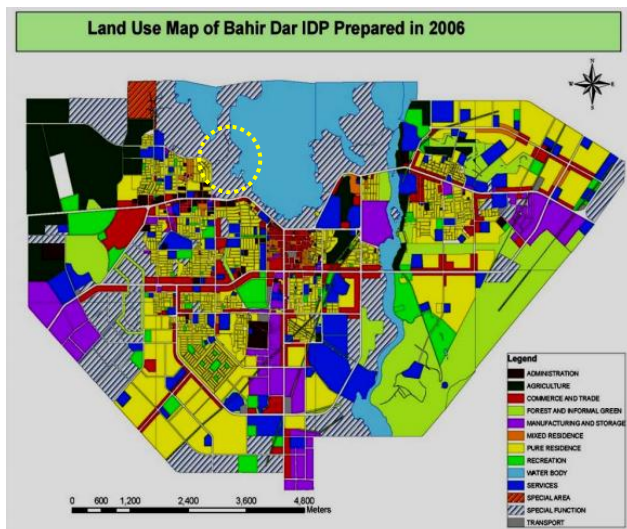 Land Use Map of Bahir Dar IDP Prepared in 2006
N
W
E
S
Legend
ADMINISTRATION
AGRICULTURE
COMMERCE AND TRADE
FOREST AND INFORMAL GREEN
MANUFACTURING AND STORAGE
MIXED RESIDENCE
PURE RESIDENCE
RECREATION
WATER BODY
SERVICES
SPECIAL AREA
SPECIAL FUNCTION
TRANSPORT
0 600 1,200 2,400 3,600 4,800
Meters